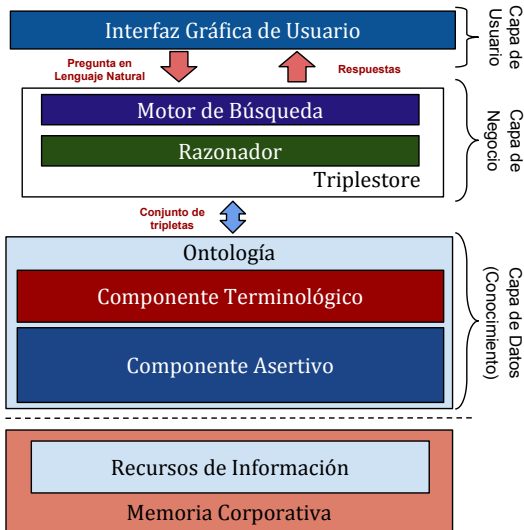 Interfaz Gráfica de Usuario
Capa de
Usuario
Pregunta en
Lenguaje Natural
Respuestas
Motor de Búsqueda
Razonador
Triplestore
Capa de
Negocio
Conjunto de
tripletas
Ontología
Componente Terminológico
Componente Asertivo
Capa de Datos
(Conocimiento)
Recursos de Información
Memoria Corporativa